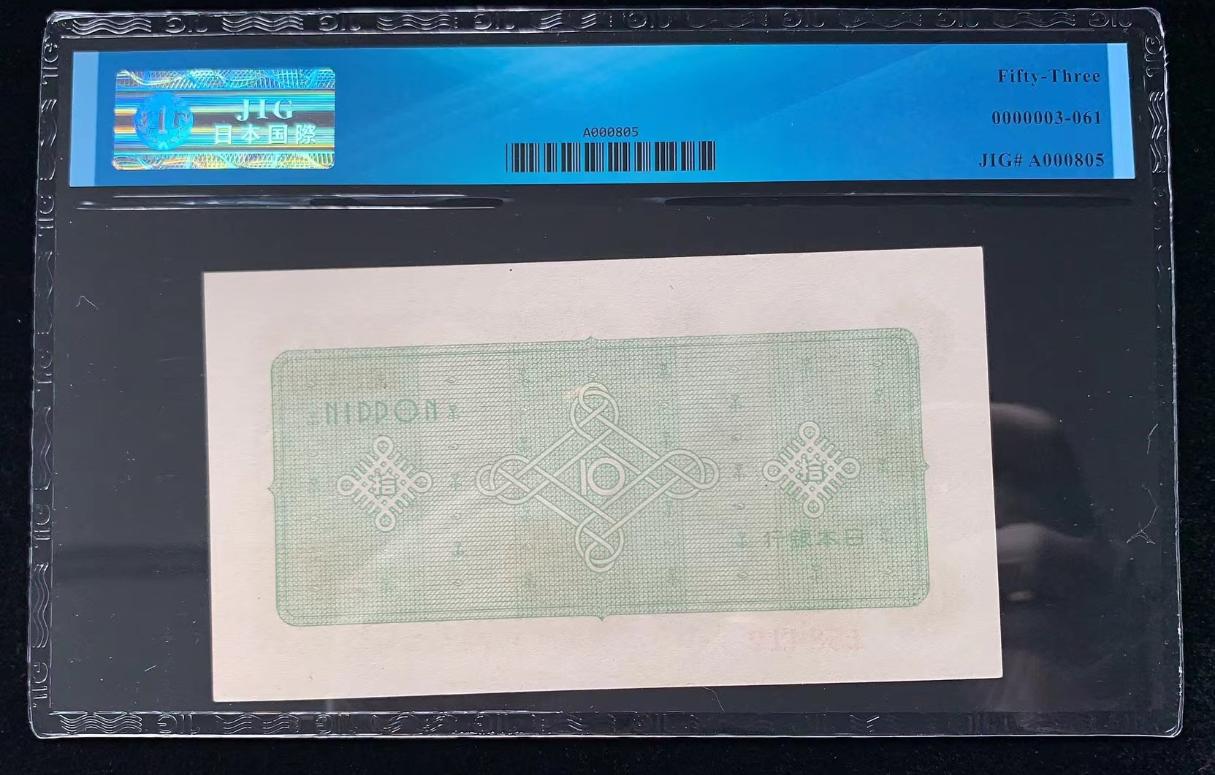 JIG
日本国際
A000805
Fifty-Three
0000003-061
JIG# A000805
NIPPON
10
拾
拾
行銀本日